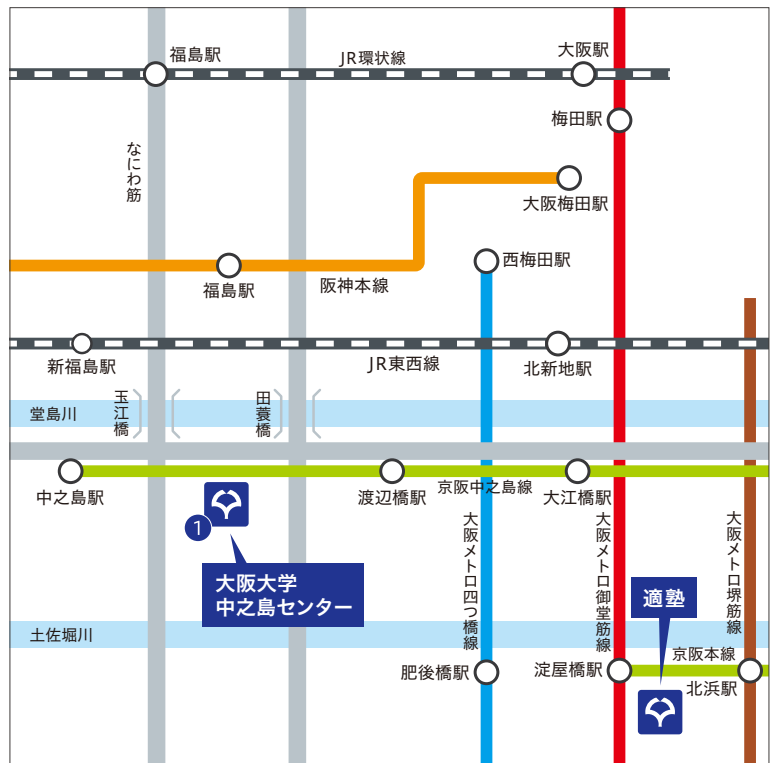 福島駅
JR環状線
大阪駅
梅田駅
なにわ筋
大阪梅田駅
西梅田駅
福島駅
阪神本線
新福島駅
JR東西線
北新地駅
堂島川
玉江橋
田蓑橋
中之島駅
渡辺橋駅
京阪中之島線
大江橋駅
1
大阪大学
中之島センター
大阪メトロ四つ橋線
大阪メトロ御堂筋線
大阪メトロ堺筋線
適塾
土佐堀川
肥後橋駅
淀屋橋駅
京阪本線
北浜駅